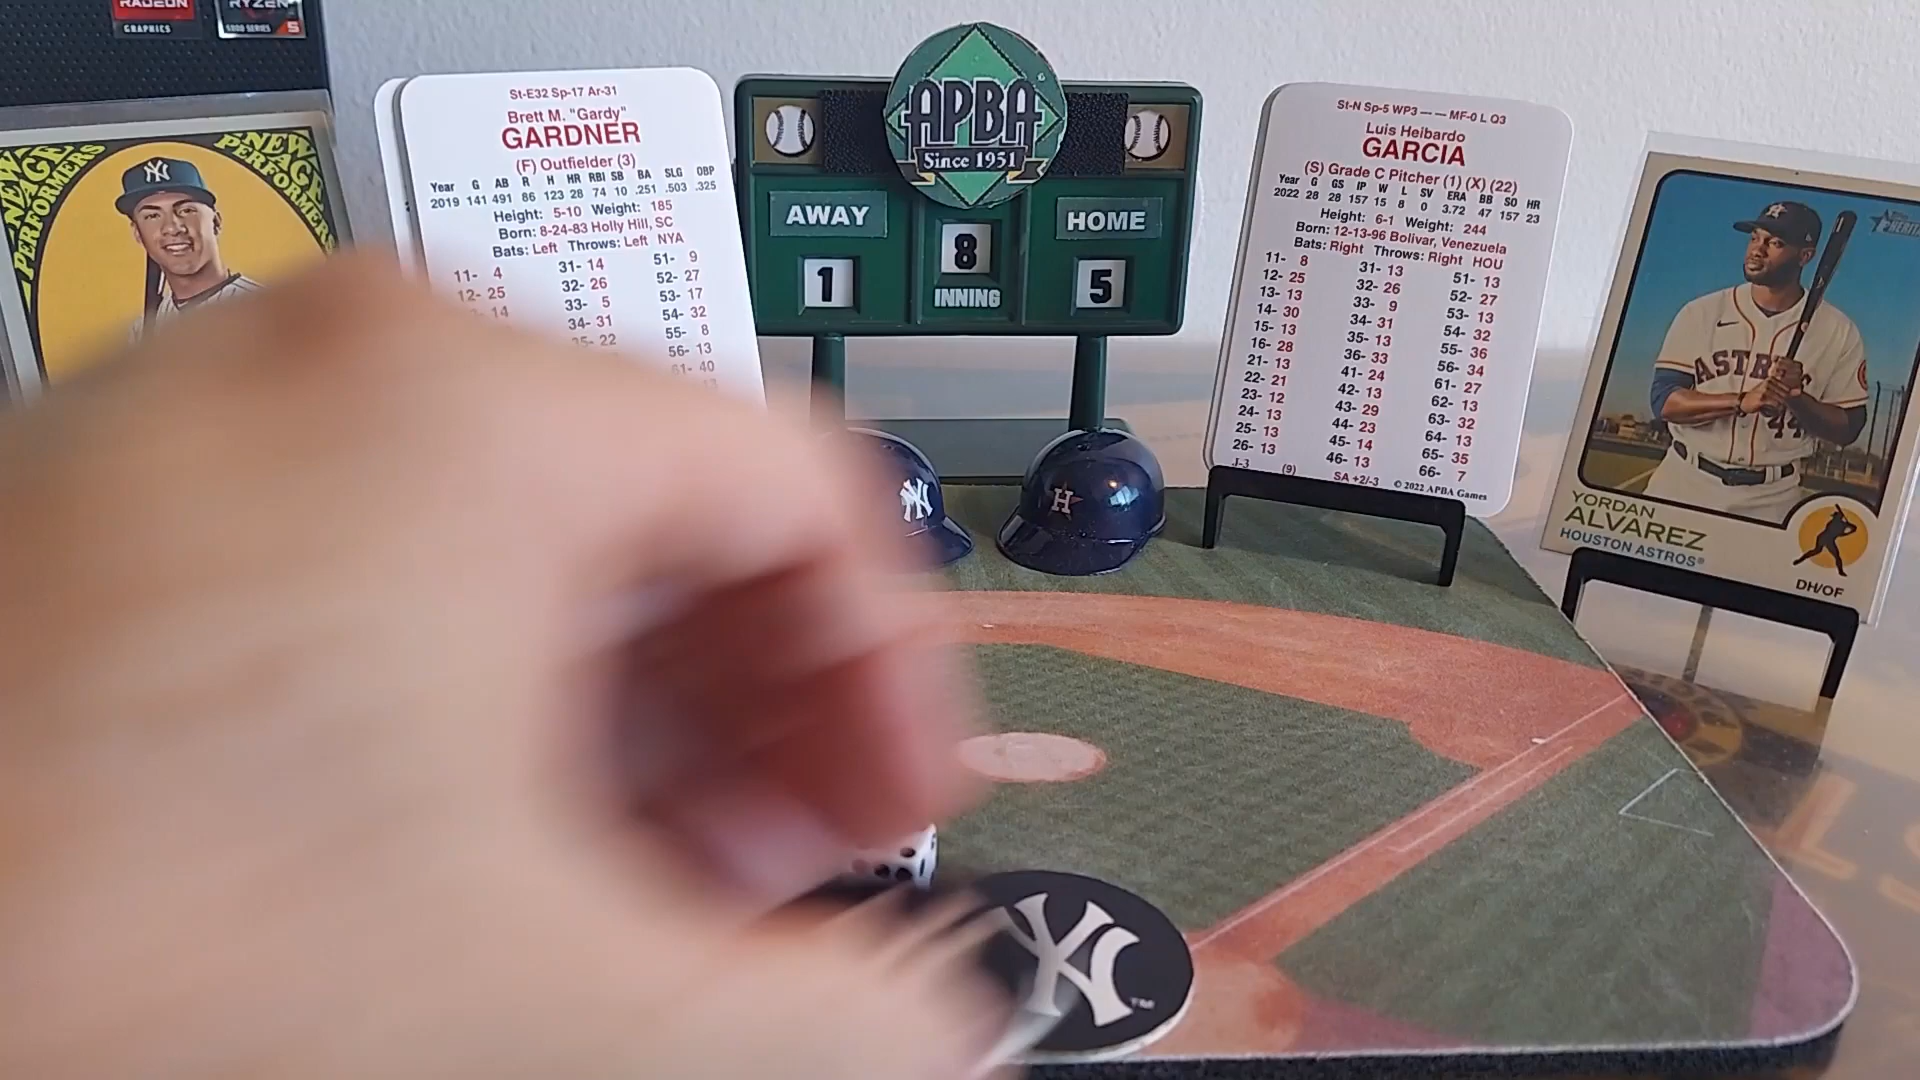 RADEON
GRAPHICS
RYZEN
5000 SERIES 5
NEW AGE PERFORMERS
NEW AGE PERFORMERS
NY
St-E32 Sp-17 Ar-31
Brett M. "Gardy"
GARDNER
(F) Outfielder (3)
Year G AB R H HR RBI SB BA SLG OBP
2019 141 491 86 123 28 74 10 .251 .503 .325
Height: 5-10 Weight: 185
Born: 8-24-83 Holly Hill, SC
Bats: Left Throws: Left NYA
11- 4 31- 14 51- 9
12- 25 32- 26 52- 27
14 33- 5 53- 17
34- 31 54- 32
35- 22 55- 8
56- 13
61- 40
APBA
Since 1951
AWAY
HOME
8
1
INNING
5
NY
H
St-N Sp-5 WP3 — — MF-0 L Q3
Luis Heibardo
GARCIA
(S) Grade C Pitcher (1) (X) (22)
Year G GS IP W L SV ERA BB SO HR
2022 28 28 157 15 8 0 3.72 47 157 23
Height: 6-1 Weight: 244
Born: 12-13-96 Bolivar, Venezuela
Bats: Right Throws: Right HOU
11- 8 31- 13 51- 13
12- 25 32- 26 52- 27
13- 13 33- 9 53- 13
14- 30 34- 31 54- 32
15- 13 35- 13 55- 36
16- 28 36- 33 56- 34
21- 13 41- 24 61- 27
22- 21 42- 13 62- 13
23- 12 43- 29 63- 32
24- 13 44- 23 64- 13
25- 13 45- 14 65- 35
26- 13 46- 13 66- 7
J-3 (9) SA +2/-3 © 2022 APBA Games
H
ASTR
44
YORDAN
ALVAREZ
HOUSTON ASTROS®
DH/OF
NY
TM